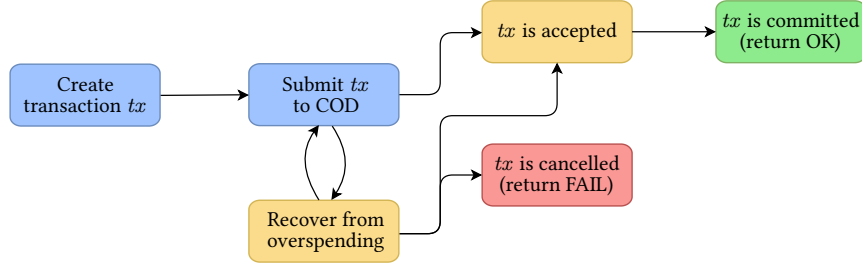 Create
transaction tx
Submit tx
to COD
tx is accepted
tx is committed
(return OK)
tx is cancelled
(return FAIL)
Recover from
overspending